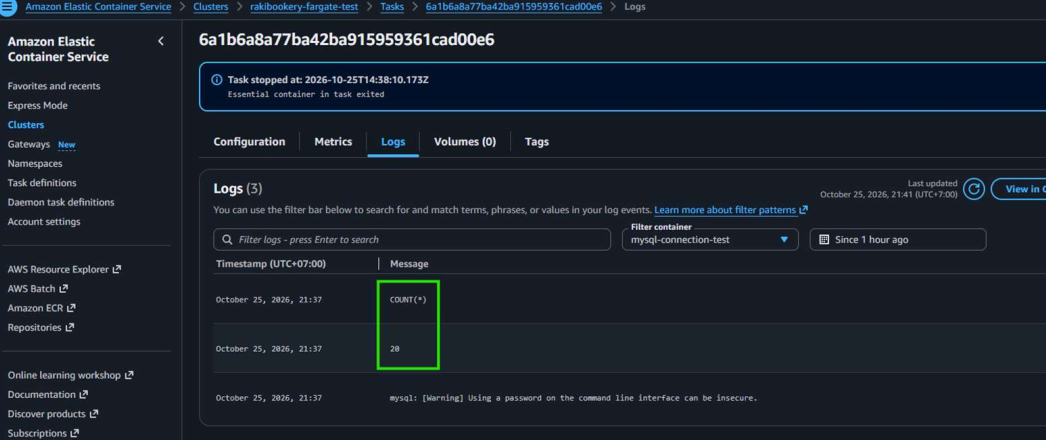 Amazon Elastic Container Service > Clusters > rakibookery-fargate-test > Tasks > 6a1b6a8a77ba42ba915959361cad00e6 > Logs
Amazon Elastic
Container Service
Favorites and recents
Express Mode
Clusters
Gateways New
Namespaces
Task definitions
Daemon task definitions
Account settings
AWS Resource Explorer
AWS Batch
Amazon ECR
Repositories
Online learning workshop
Documentation
Discover products
Subscriptions
6a1b6a8a77ba42ba915959361cad00e6
Task stopped at: 2026-10-25T14:38:10.173Z
Essential container in task exited
Configuration
Metrics
Logs
Volumes (0)
Tags
Logs (3)
Last updated
October 25, 2026, 21:41 (UTC+7:00)
View in
You can use the filter bar below to search for and match terms, phrases, or values in your log events. Learn more about filter patterns
Filter logs - press Enter to search
Filter container
mysql-connection-test
Since 1 hour ago
Timestamp (UTC+07:00) Message
October 25, 2026, 21:37 COUNT(*)
October 25, 2026, 21:37 20
October 25, 2026, 21:37 mysql: [Warning] Using a password on the command line interface can be insecure.